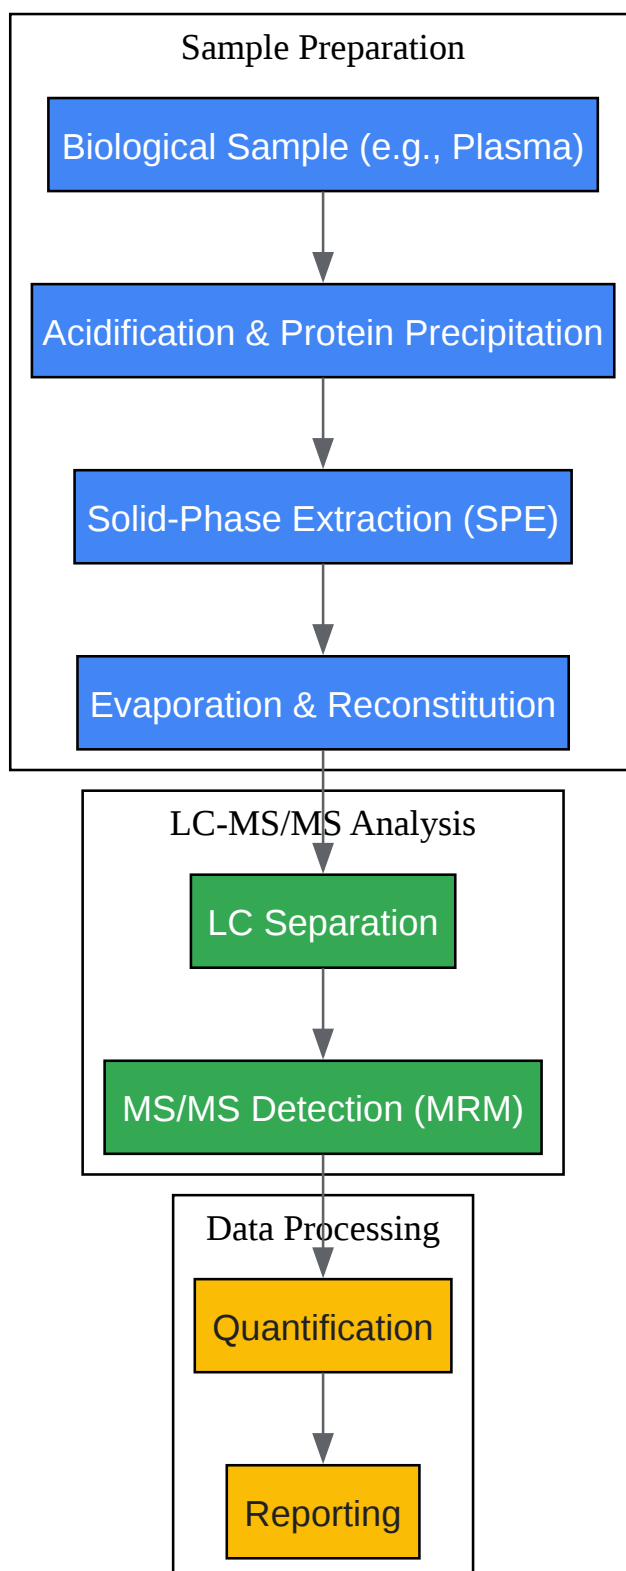 Sample Preparation
Biological Sample (e.g., Plasma)
Acidification & Protein Precipitation
Solid-Phase Extraction (SPE)
Evaporation & Reconstitution
LC-MS/MS Analysis
LC Separation
MS/MS Detection (MRM)
Data Processing
Quantification
Reporting